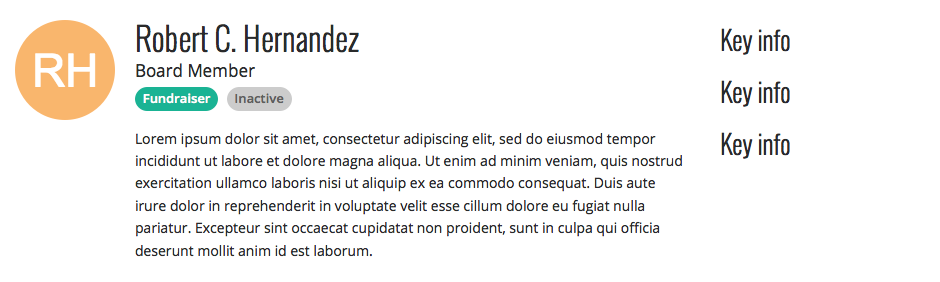 RH
Robert C. Hernandez
Board Member
Fundraiser Inactive
Lorem ipsum dolor sit amet, consectetur adipiscing elit, sed do eiusmod tempor
incididunt ut labore et dolore magna aliqua. Ut enim ad minim veniam, quis nostrud
exercitation ullamco laboris nisi ut aliquip ex ea commodo consequat. Duis aute
irure dolor in reprehenderit in voluptate velit esse cillum dolore eu fugiat nulla
pariatur. Excepteur sint occaecat cupidatat non proident, sunt in culpa qui officia
deserunt mollit anim id est laborum.
Key info
Key info
Key info